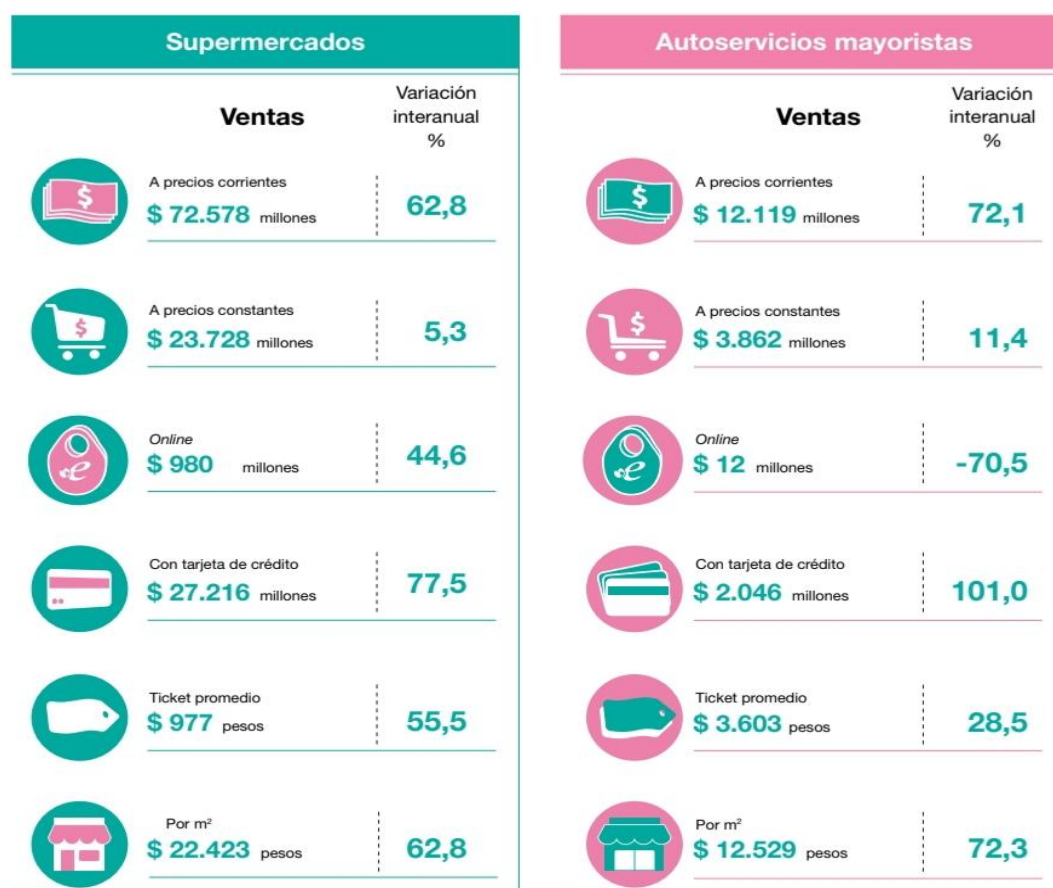 Supermercados
Ventas
Variación
interanual
%
$
A precios corrientes
$ 72.578 millones
62,8
$
A precios constantes
$ 23.728 millones
5,3
e
Online
$ 980 millones
44,6
Con tarjeta de crédito
$ 27.216 millones
77,5
Ticket promedio
$ 977 pesos
55,5
Por m²
$ 22.423 pesos
62,8
Autoservicios mayoristas
Ventas
Variación
interanual
%
$
A precios corrientes
$ 12.119 millones
72,1
$
A precios constantes
$ 3.862 millones
11,4
e
Online
$ 12 millones
-70,5
Con tarjeta de crédito
$ 2.046 millones
101,0
Ticket promedio
$ 3.603 pesos
28,5
Por m²
$ 12.529 pesos
72,3